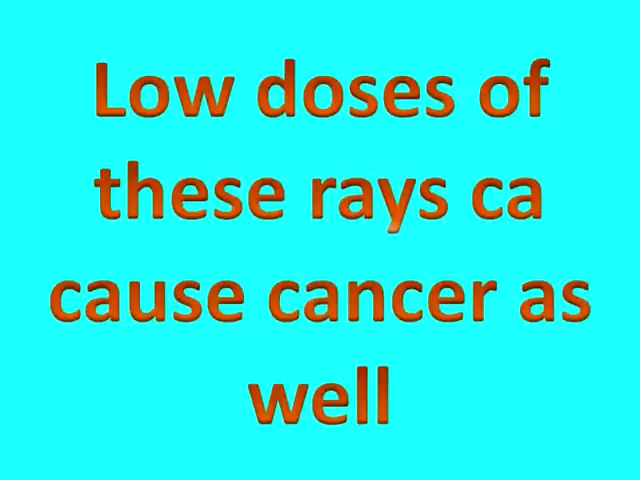 Low doses of
these rays ca
cause cancer as
well